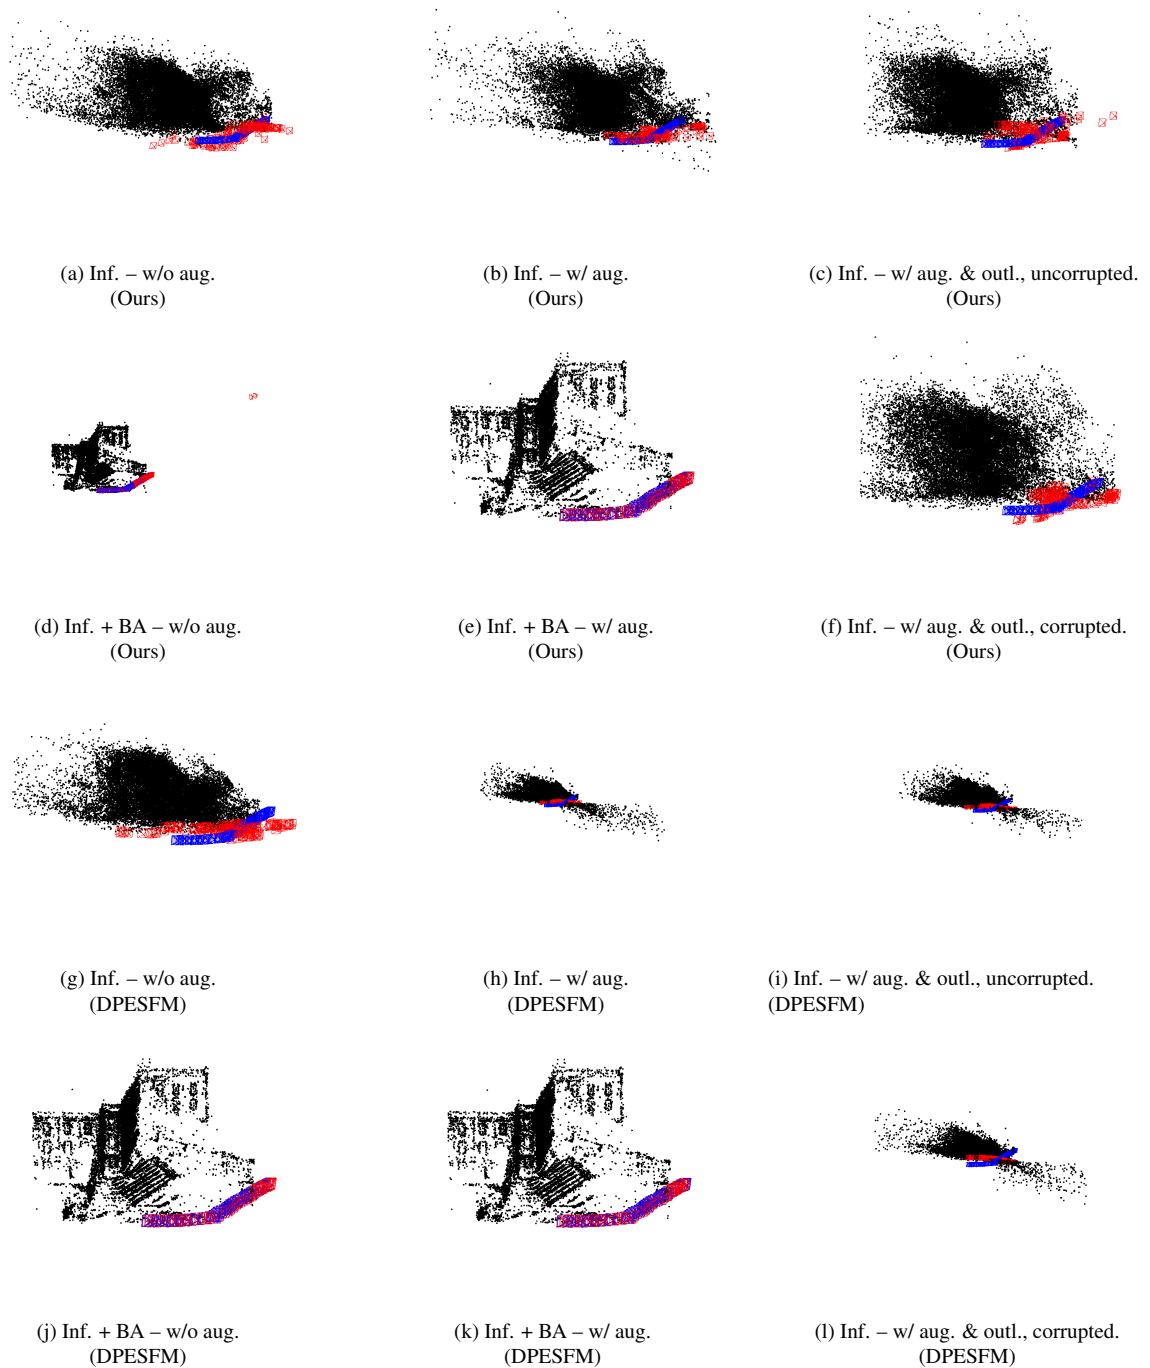 (a) Inf. – w/o aug.
(Ours)
(b) Inf. – w/ aug.
(Ours)
(c) Inf. – w/ aug. & outl., uncorrupted.
(Ours)
(d) Inf. + BA – w/o aug.
(Ours)
(e) Inf. + BA – w/ aug.
(Ours)
(f) Inf. – w/ aug. & outl., corrupted.
(Ours)
(g) Inf. – w/o aug.
(DPESFM)
(h) Inf. – w/ aug.
(DPESFM)
(i) Inf. – w/ aug. & outl., uncorrupted.
(DPESFM)
(j) Inf. + BA – w/o aug.
(DPESFM)
(k) Inf. + BA – w/ aug.
(DPESFM)
(l) Inf. – w/ aug. & outl., corrupted.
(DPESFM)